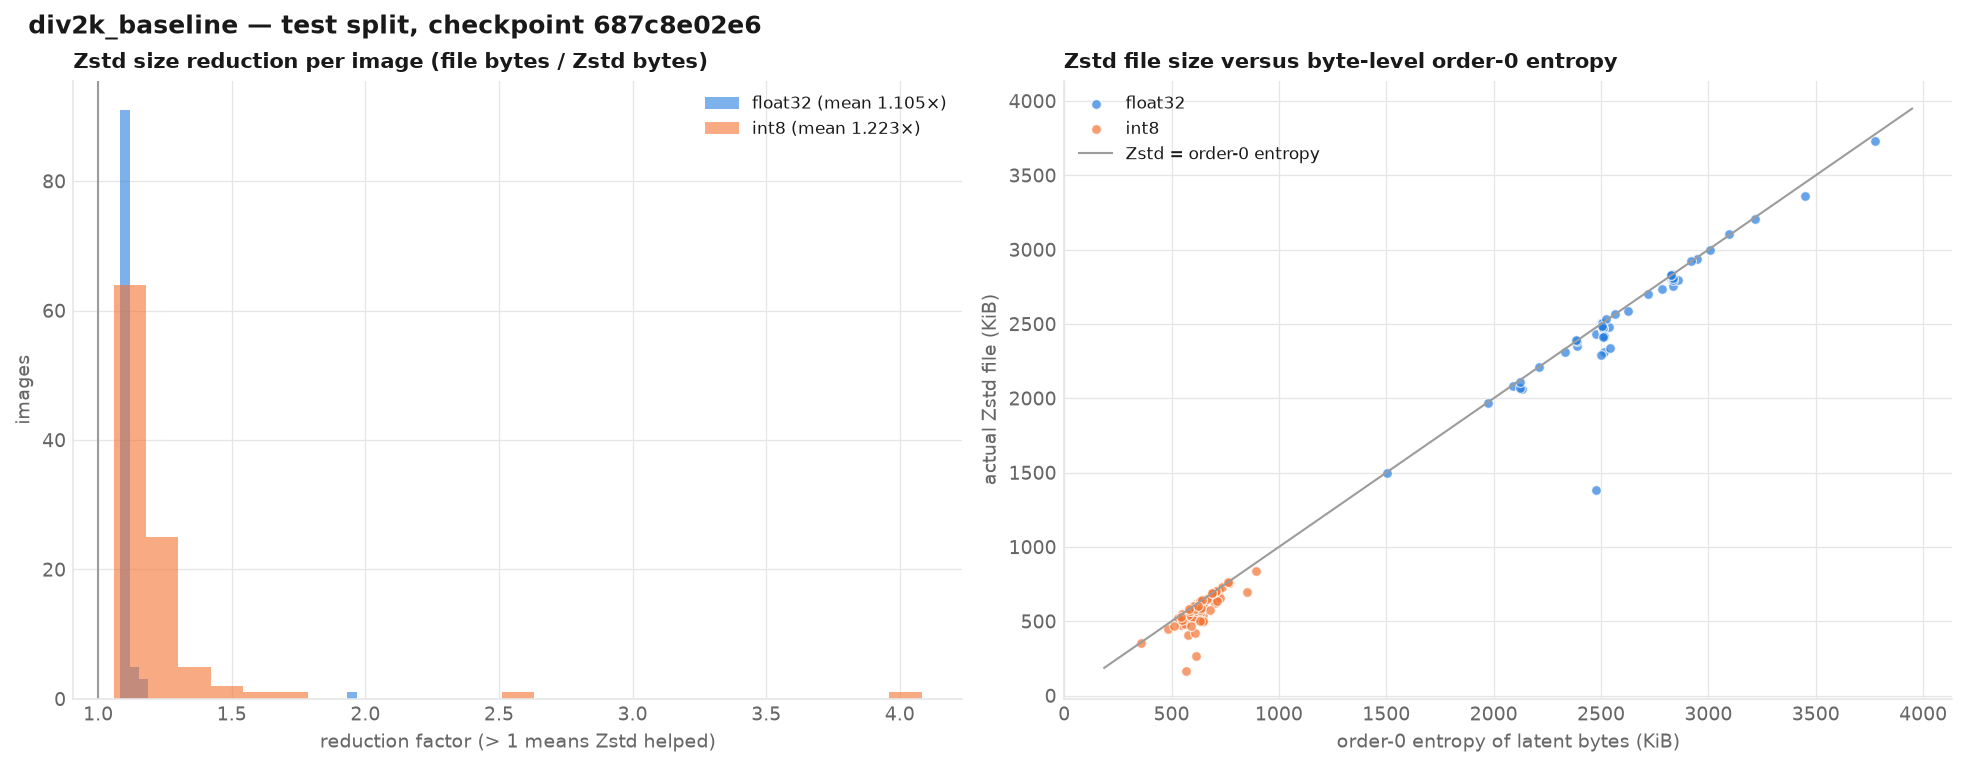 div2k_baseline — test split, checkpoint 687c8e02e6
Zstd size reduction per image (file bytes / Zstd bytes)
float32 (mean 1.105×)
int8 (mean 1.223×)
images
80
60
40
20
0
1.0 1.5 2.0 2.5 3.0 3.5 4.0
reduction factor (> 1 means Zstd helped)
Zstd file size versus byte-level order-0 entropy
float32
int8
Zstd = order-0 entropy
actual Zstd file (KiB)
4000
3500
3000
2500
2000
1500
1000
500
0
0 500 1000 1500 2000 2500 3000 3500 4000
order-0 entropy of latent bytes (KiB)